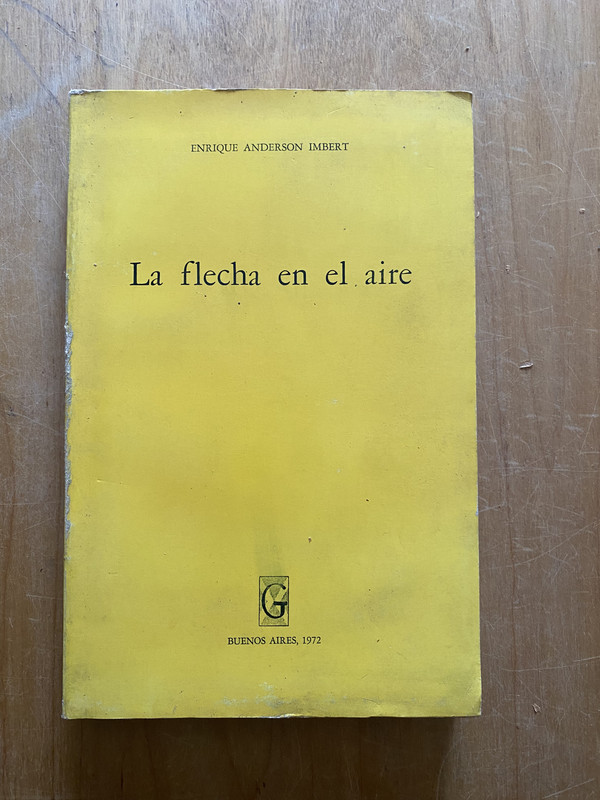 ENRIQUE ANDERSON IMBERT
La flecha en el aire
G
BUENOS AIRES, 1972